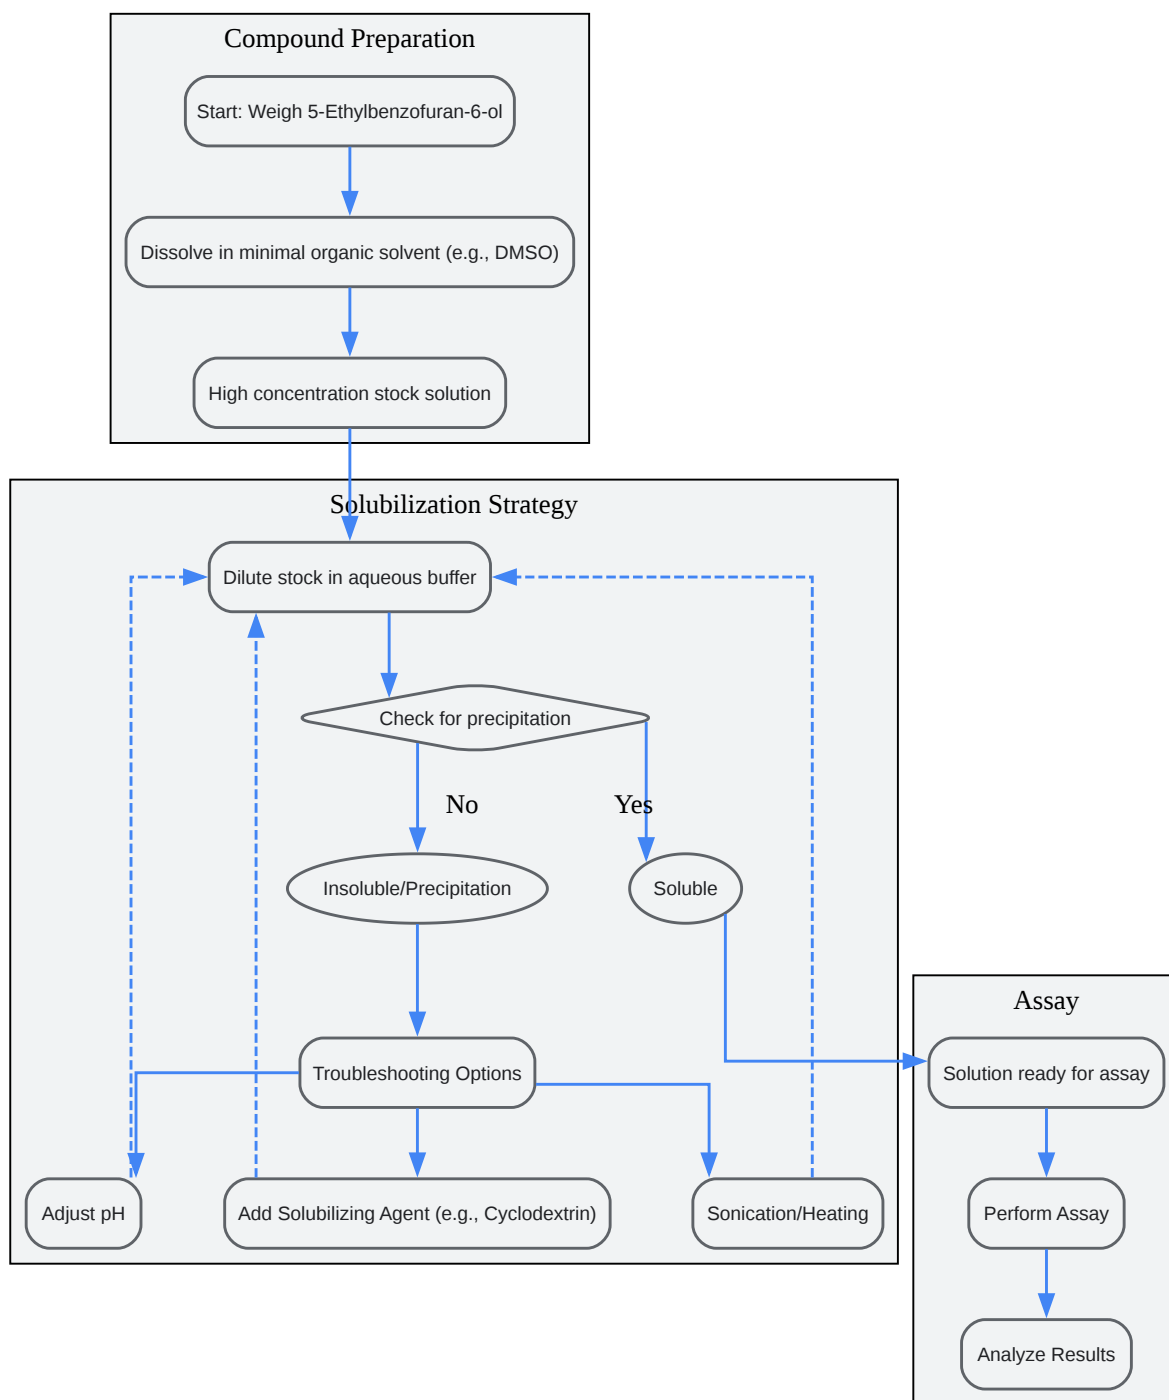 Compound Preparation
Start: Weigh 5-Ethylbenzofuran-6-ol
Dissolve in minimal organic solvent (e.g., DMSO)
High concentration stock solution
Solubilization Strategy
Dilute stock in aqueous buffer
Check for precipitation
No
Yes
Insoluble/Precipitation
Soluble
Troubleshooting Options
Adjust pH
Add Solubilizing Agent (e.g., Cyclodextrin)
Sonication/Heating
Assay
Solution ready for assay
Perform Assay
Analyze Results